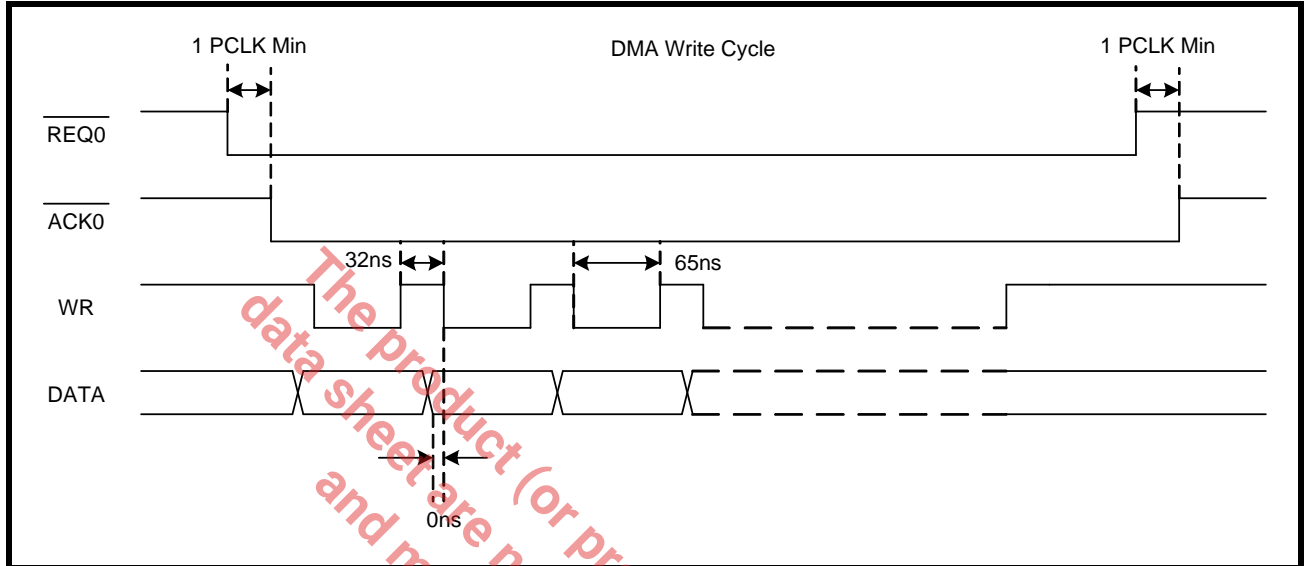 1 PCLK Min
DMA Write Cycle
1 PCLK Min
REQ0
ACK0
32ns
65ns
WR
DATA
0ns
The product (or pr
data sheet are n
and m